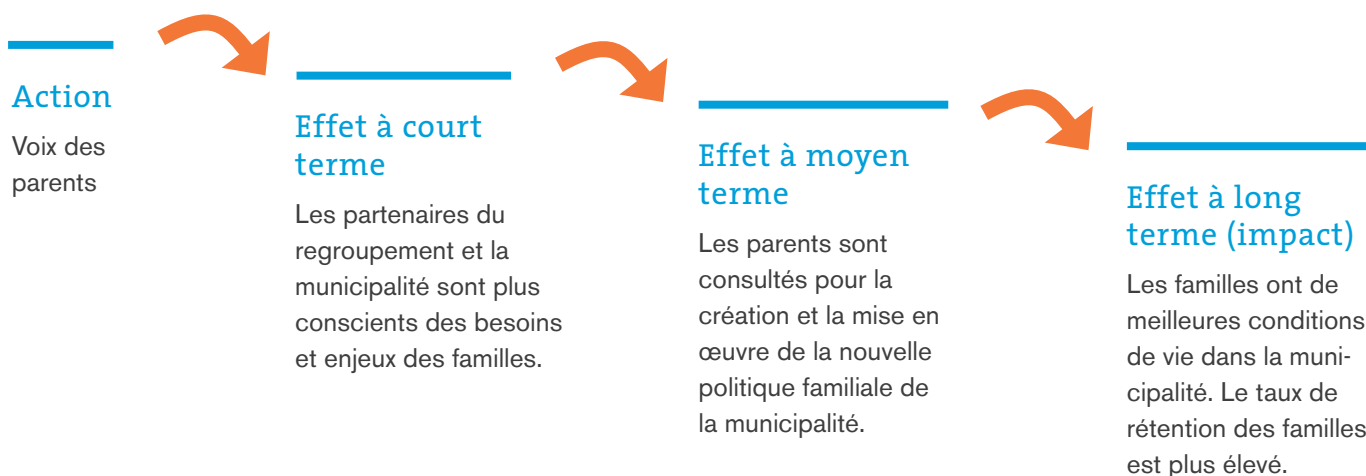 Action
Voix des
parents
Effet à court
terme
Les partenaires du
regroupement et la
municipalité sont plus
conscients des besoins
et enjeux des familles.
Effet à moyen
terme
Les parents sont
consultés pour la
création et la mise en
œuvre de la nouvelle
politique familiale de
la municipalité.
Effet à long
terme (impact)
Les familles ont de
meilleures conditions
de vie dans la muni-
cipalité. Le taux de
rétention des familles
est plus élevé.